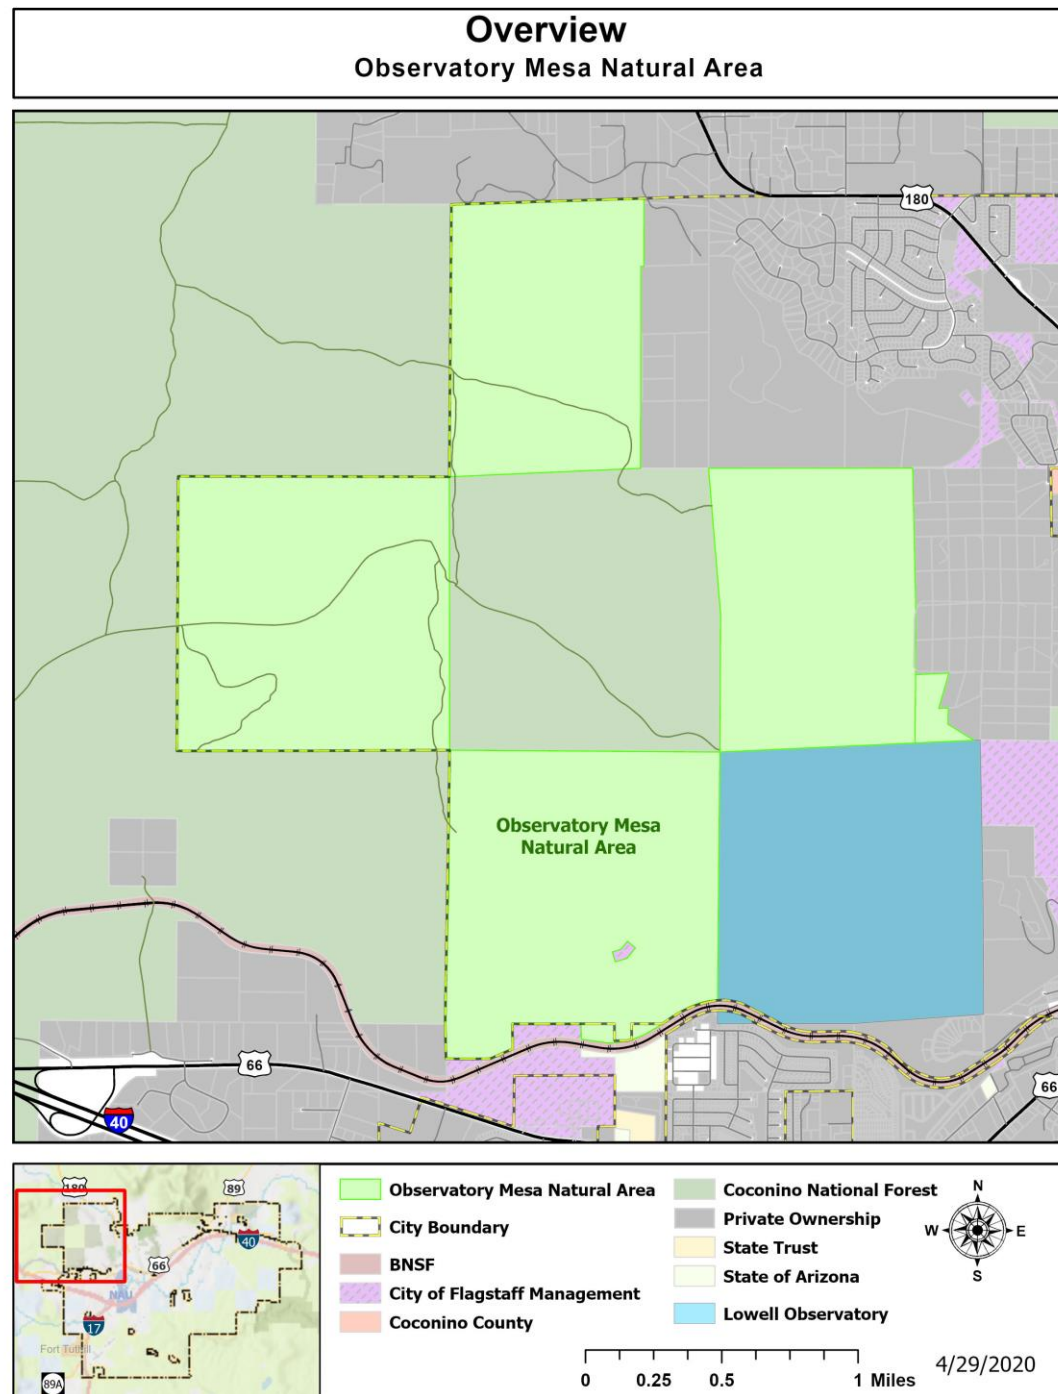 Overview
Observatory Mesa Natural Area
180
Observatory Mesa
Natural Area
66
66
40
180
89
40
66
NAU
17
Fort Tuthill
89A
Observatory Mesa Natural Area
City Boundary
BNSF
City of Flagstaff Management
Coconino County
Coconino National Forest
Private Ownership
State Trust
State of Arizona
Lowell Observatory
N
W E
S
0 0.25 0.5 1 Miles
4/29/2020